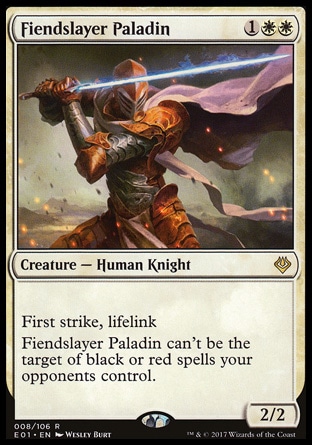 Fiendslayer Paladin 1
Creature — Human Knight
First strike, lifelink
Fiendslayer Paladin can't be the
target of black or red spells your
opponents control.
2/2
008/106 R
E01 • EN Wesley Burt
™ & © 2017 Wizards of the Coast